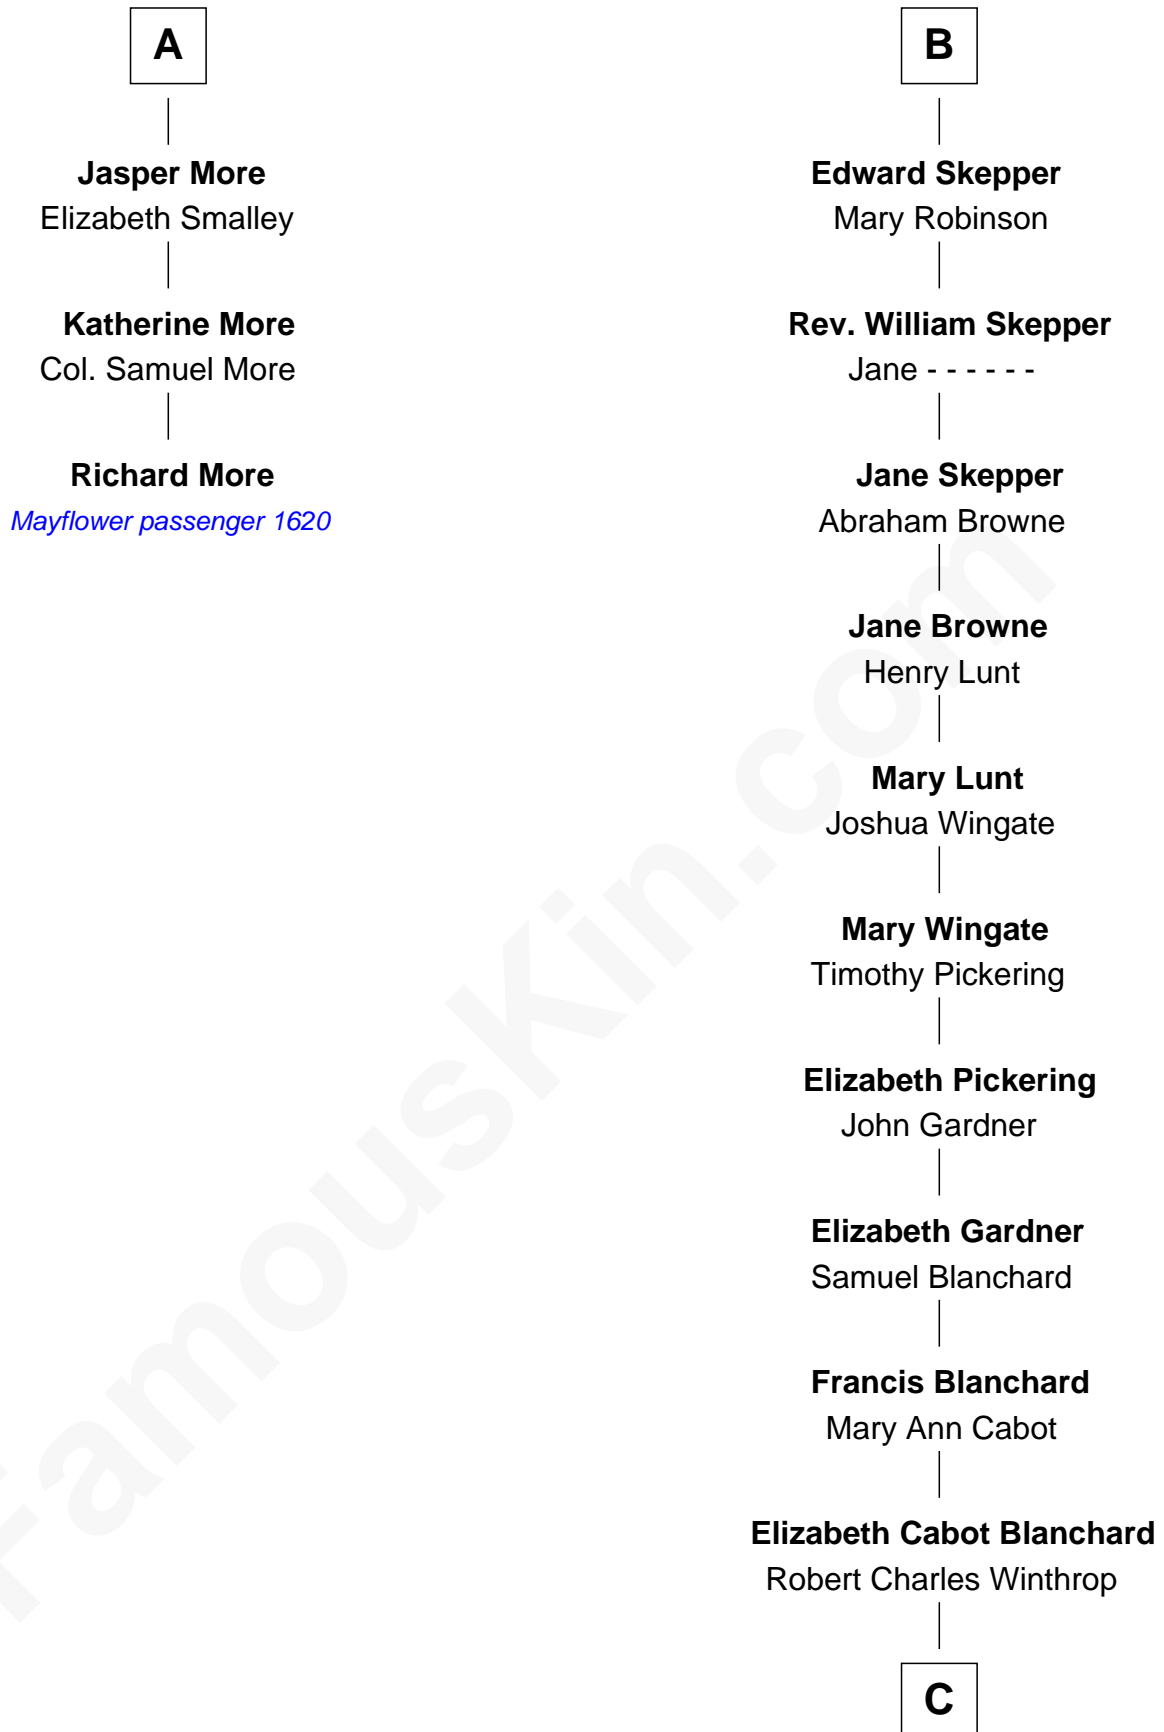 A
Jasper More
Elizabeth Smalley
Katherine More
Col. Samuel More
Richard More
Mayflower passenger 1620
B
Edward Skepper
Mary Robinson
Rev. William Skepper
Jane - - - - - -
Jane Skepper
Abraham Browne
Jane Browne
Henry Lunt
Mary Lunt
Joshua Wingate
Mary Wingate
Timothy Pickering
Elizabeth Pickering
John Gardner
Elizabeth Gardner
Samuel Blanchard
Francis Blanchard
Mary Ann Cabot
Elizabeth Cabot Blanchard
Robert Charles Winthrop
C
FamousKin.com